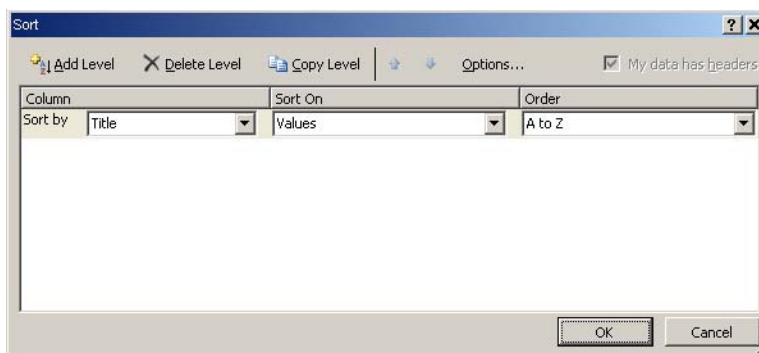 Sort
Add Level Delete Level Copy Level Options... My data has headers
Column Sort On Order
Sort by Title Values A to Z
OK Cancel